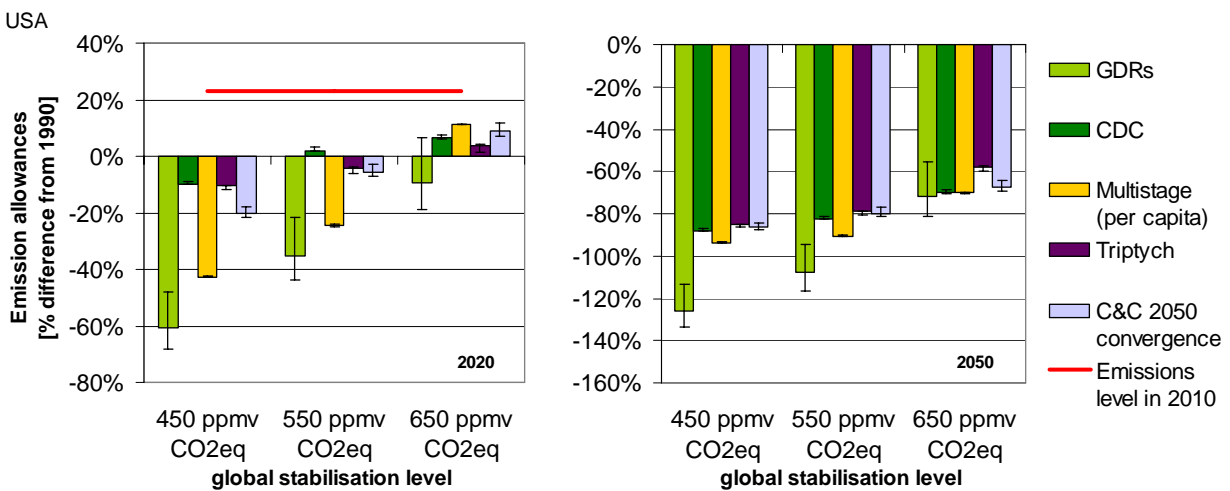 USA
Emission allowances
[% difference from 1990]
40%
20%
0%
-20%
-40%
-60%
-80%
2020
450 ppmv
CO2eq
550 ppmv
CO2eq
650 ppmv
CO2eq
global stabilisation level
0%
-20%
-40%
-60%
-80%
-100%
-120%
-140%
-160%
2050
450 ppmv
CO2eq
550 ppmv
CO2eq
650 ppmv
CO2eq
global stabilisation level
GDRs
CDC
Multistage
(per capita)
Triptych
C&C 2050
convergence
Emissions
level in 2010